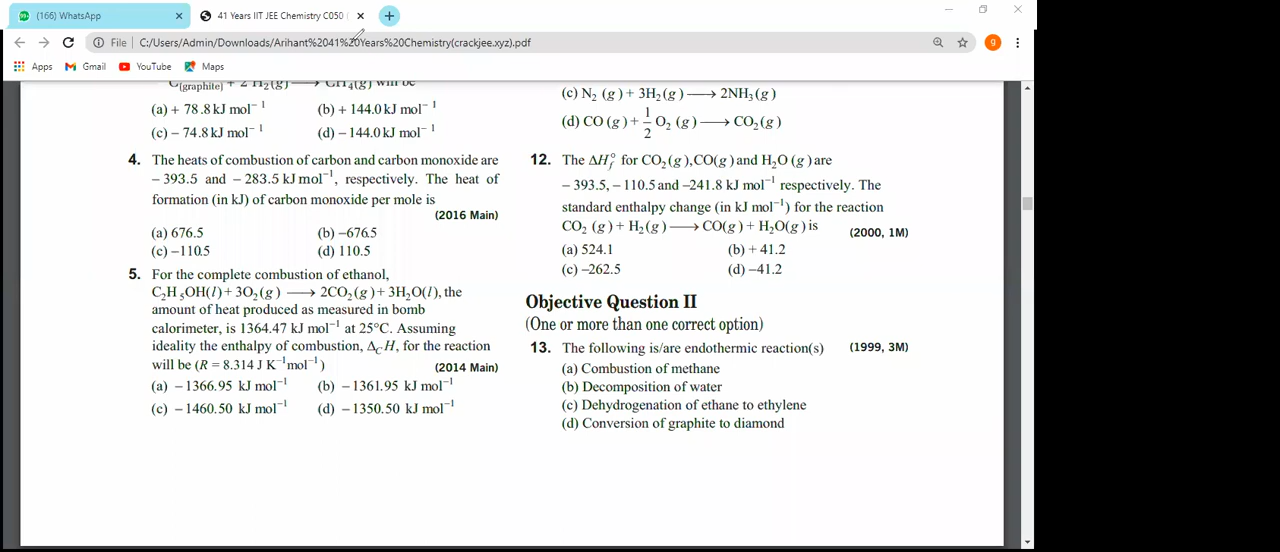 99+ (166) WhatsApp × 41 Years IIT JEE Chemistry C050 × +
File | C:/Users/Admin/Downloads/Arihant%2041%20Years%20Chemistry(crackjee.xyz).pdf g
Apps Gmail YouTube Maps
C[graphite] + 2 H₂(g) ⟶ CH₄(g) will be
(a) + 78.8 kJ mol⁻¹ (b) + 144.0 kJ mol⁻¹
(c) – 74.8 kJ mol⁻¹ (d) – 144.0 kJ mol⁻¹
4. The heats of combustion of carbon and carbon monoxide are
– 393.5 and – 283.5 kJ mol⁻¹, respectively. The heat of
formation (in kJ) of carbon monoxide per mole is
(2016 Main)
(a) 676.5 (b) –676.5
(c) –110.5 (d) 110.5
5. For the complete combustion of ethanol,
C₂H₅OH(l) + 3O₂(g) ⟶ 2CO₂(g) + 3H₂O(l), the
amount of heat produced as measured in bomb
calorimeter, is 1364.47 kJ mol⁻¹ at 25°C. Assuming
ideality the enthalpy of combustion, Δ_CH, for the reaction
will be (R = 8.314 J K⁻¹mol⁻¹) (2014 Main)
(a) – 1366.95 kJ mol⁻¹ (b) – 1361.95 kJ mol⁻¹
(c) – 1460.50 kJ mol⁻¹ (d) – 1350.50 kJ mol⁻¹
(c) N₂ (g) + 3H₂(g) ⟶ 2NH₃(g)
(d) CO (g) + 1/2 O₂ (g) ⟶ CO₂(g)
12. The ΔH_f° for CO₂(g), CO(g) and H₂O (g) are
– 393.5, – 110.5 and –241.8 kJ mol⁻¹ respectively. The
standard enthalpy change (in kJ mol⁻¹) for the reaction
CO₂ (g) + H₂(g) ⟶ CO(g) + H₂O(g) is (2000, 1M)
(a) 524.1 (b) + 41.2
(c) –262.5 (d) –41.2
Objective Question II
(One or more than one correct option)
13. The following is/are endothermic reaction(s) (1999, 3M)
(a) Combustion of methane
(b) Decomposition of water
(c) Dehydrogenation of ethane to ethylene
(d) Conversion of graphite to diamond